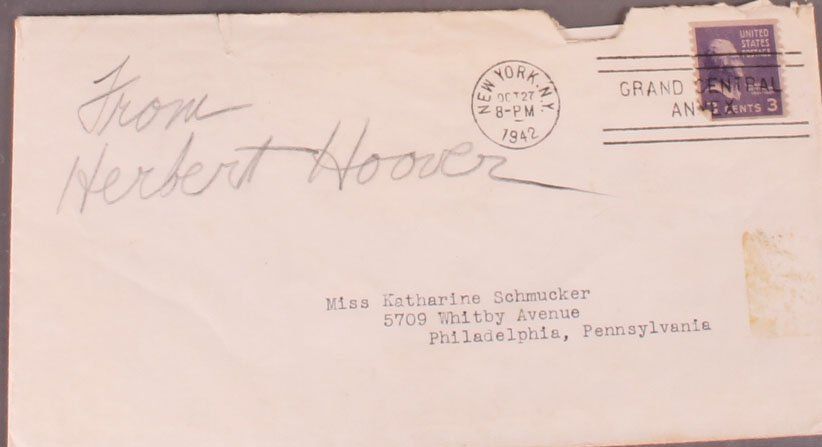 From
Herbert Hoover
NEW YORK, N.Y.
OCT 27
8-PM
1942
GRAND CENTRAL
ANNEX
UNITED
STATES
POSTAGE
CENTS 3
Miss Katharine Schmucker
5709 Whitby Avenue
Philadelphia, Pennsylvania